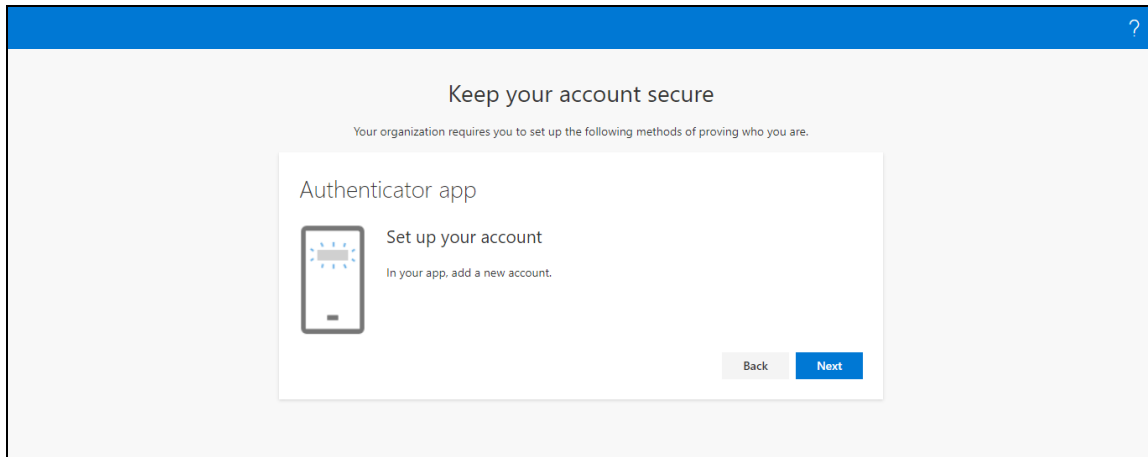 ?
Keep your account secure
Your organization requires you to set up the following methods of proving who you are.
Authenticator app
Set up your account
In your app, add a new account.
Back
Next